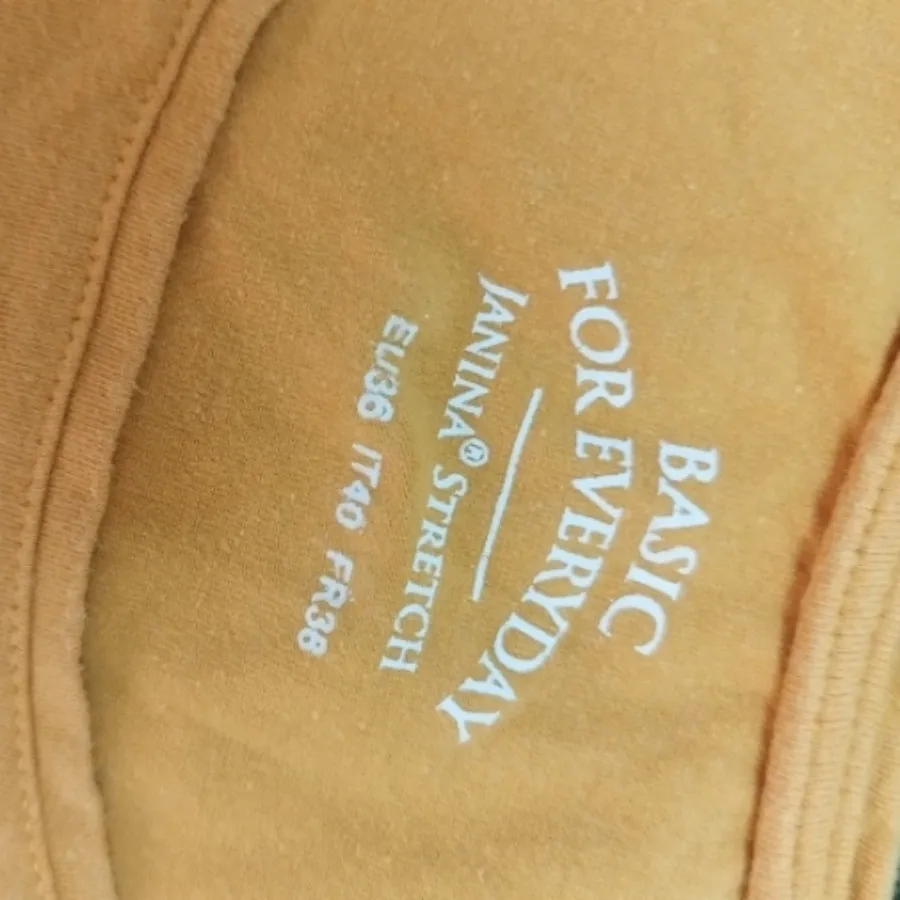 BASIC
FOR EVERYDAY
JANINA® STRETCH
EU36 IT40 FR38